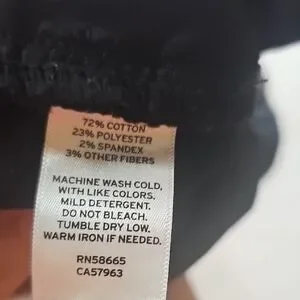 72% COTTON
23% POLYESTER
2% SPANDEX
3% OTHER FIBERS
MACHINE WASH COLD,
WITH LIKE COLORS.
MILD DETERGENT.
DO NOT BLEACH.
TUMBLE DRY LOW.
WARM IRON IF NEEDED.
RN58665
CA57963